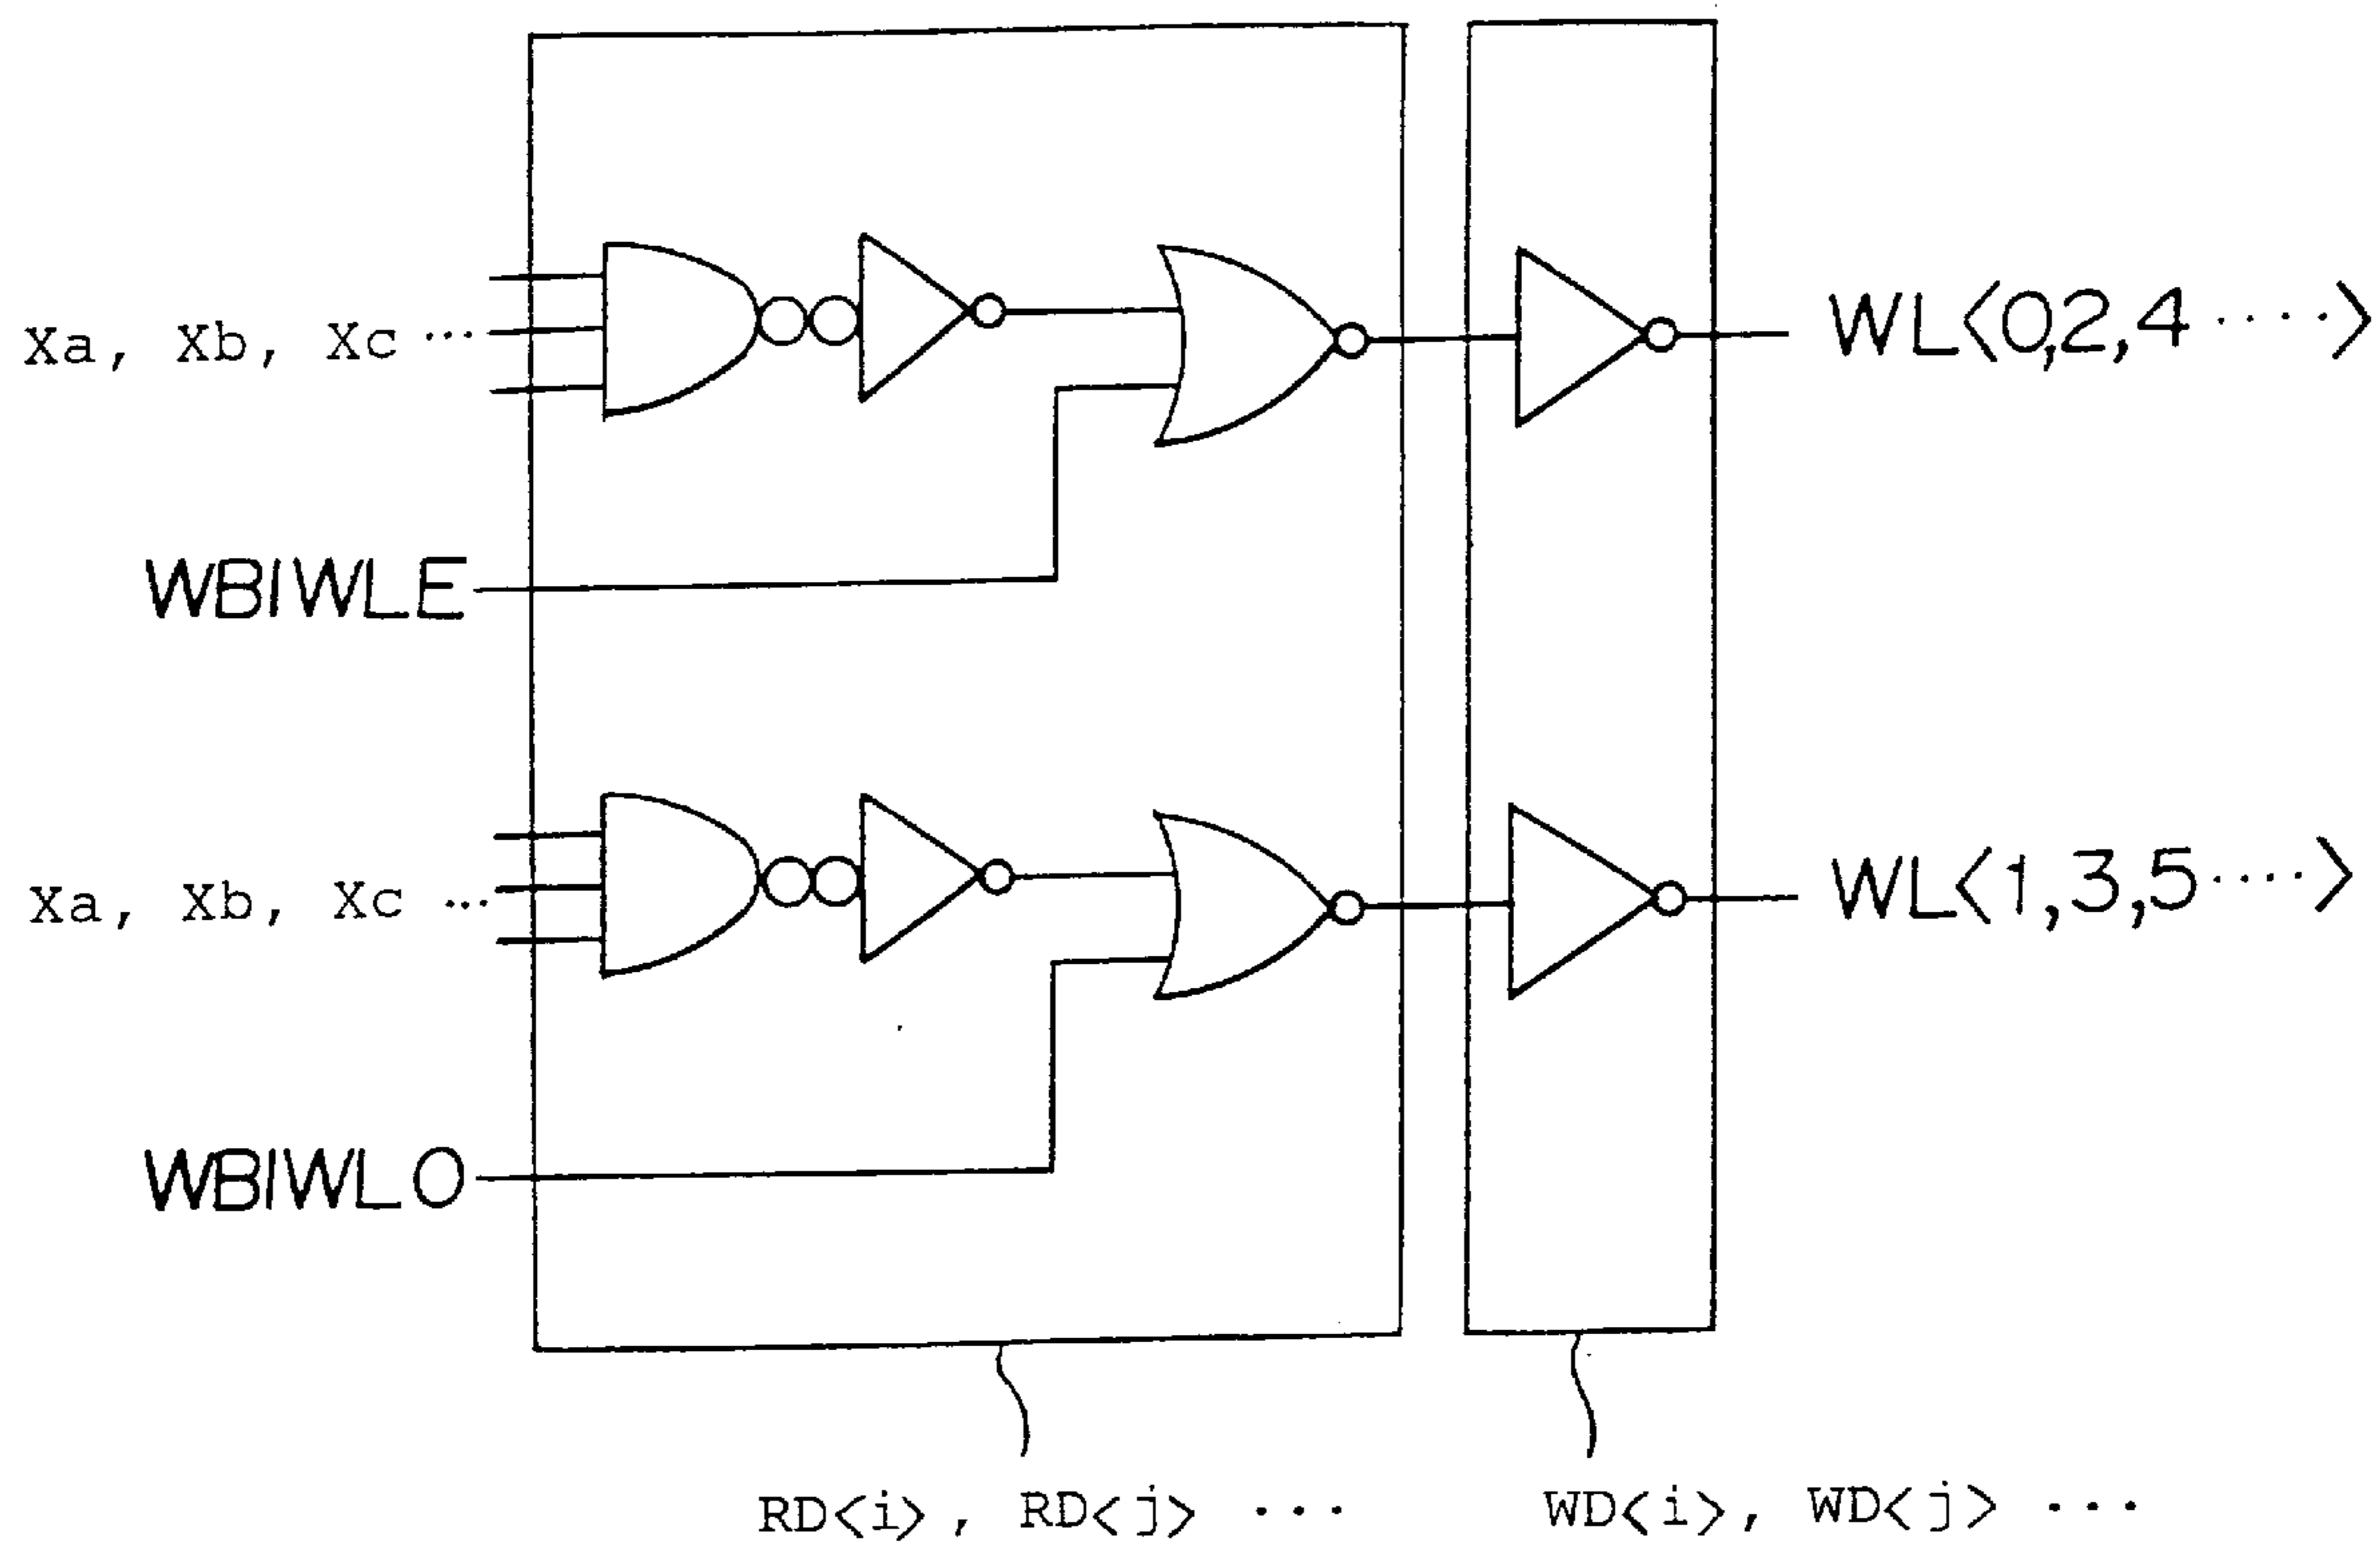 Xa, Xb, Xc ...
WL<0,2,4 .....>
WBIWLE
Xa, Xb, Xc ...
WL<1,3,5.....>
WBIWLO
RD<i>, RD<j> ...
WD<i>, WD<j> ...